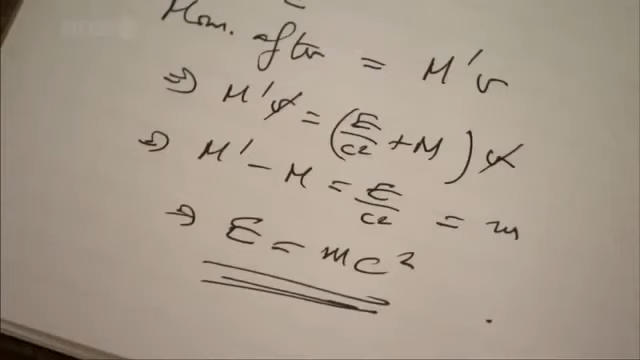 Mom. after = M'v
⇒ M'v = (E/c² + M) v
⇒ M' − M = E/c² = m
⇒ E = mc²